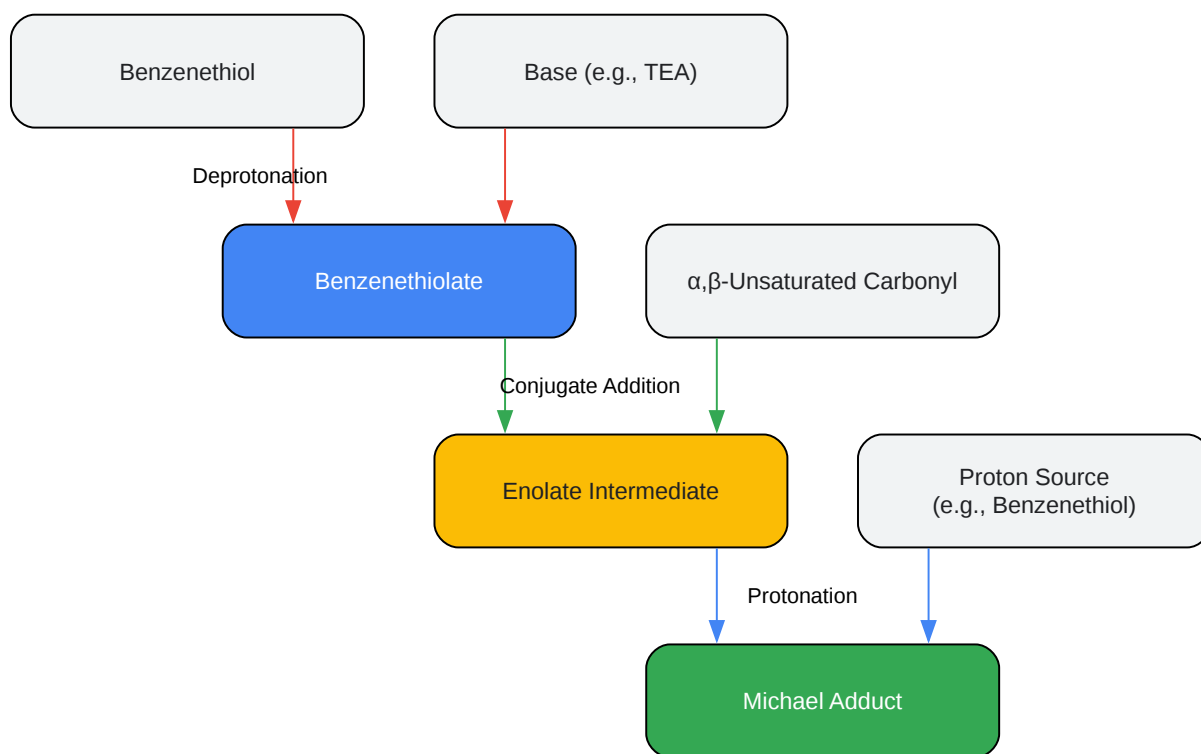 Benzenethiol
Base (e.g., TEA)
Deprotonation
Benzenethiolate
α,β-Unsaturated Carbonyl
Conjugate Addition
Enolate Intermediate
Proton Source
(e.g., Benzenethiol)
Protonation
Michael Adduct